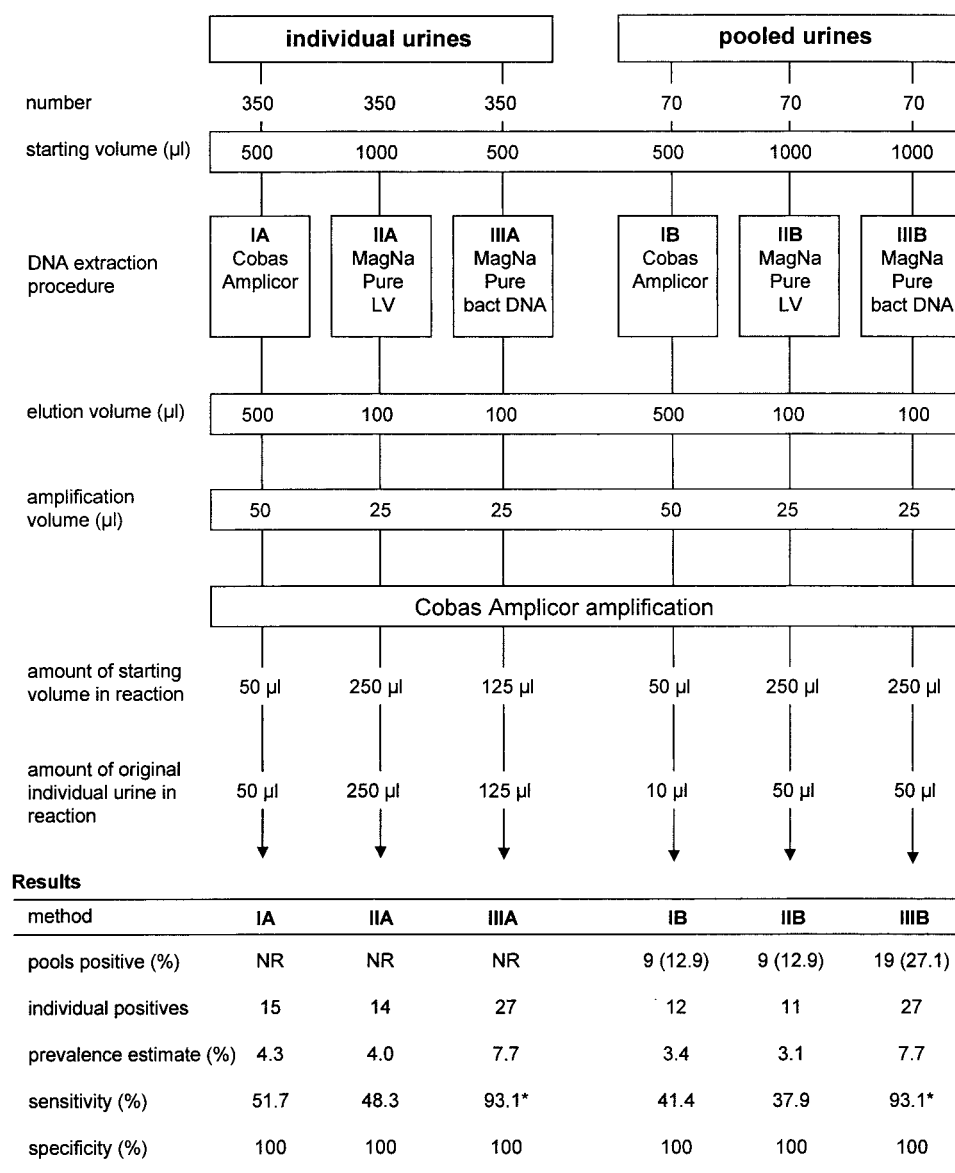 individual urines pooled urines
number 350 350 350 70 70 70
starting volume (µl) 500 1000 500 500 1000 1000
DNA extraction procedure
IA Cobas Amplicor
IIA MagNa Pure LV
IIIA MagNa Pure bact DNA
IB Cobas Amplicor
IIB MagNa Pure LV
IIIB MagNa Pure bact DNA
elution volume (µl) 500 100 100 500 100 100
amplification volume (µl) 50 25 25 50 25 25
Cobas Amplicor amplification
amount of starting volume in reaction 50 µl 250 µl 125 µl 50 µl 250 µl 250 µl
amount of original individual urine in reaction 50 µl 250 µl 125 µl 10 µl 50 µl 50 µl
Results
method IA IIA IIIA IB IIB IIIB
pools positive (%) NR NR NR 9 (12.9) 9 (12.9) 19 (27.1)
individual positives 15 14 27 12 11 27
prevalence estimate (%) 4.3 4.0 7.7 3.4 3.1 7.7
sensitivity (%) 51.7 48.3 93.1* 41.4 37.9 93.1*
specificity (%) 100 100 100 100 100 100